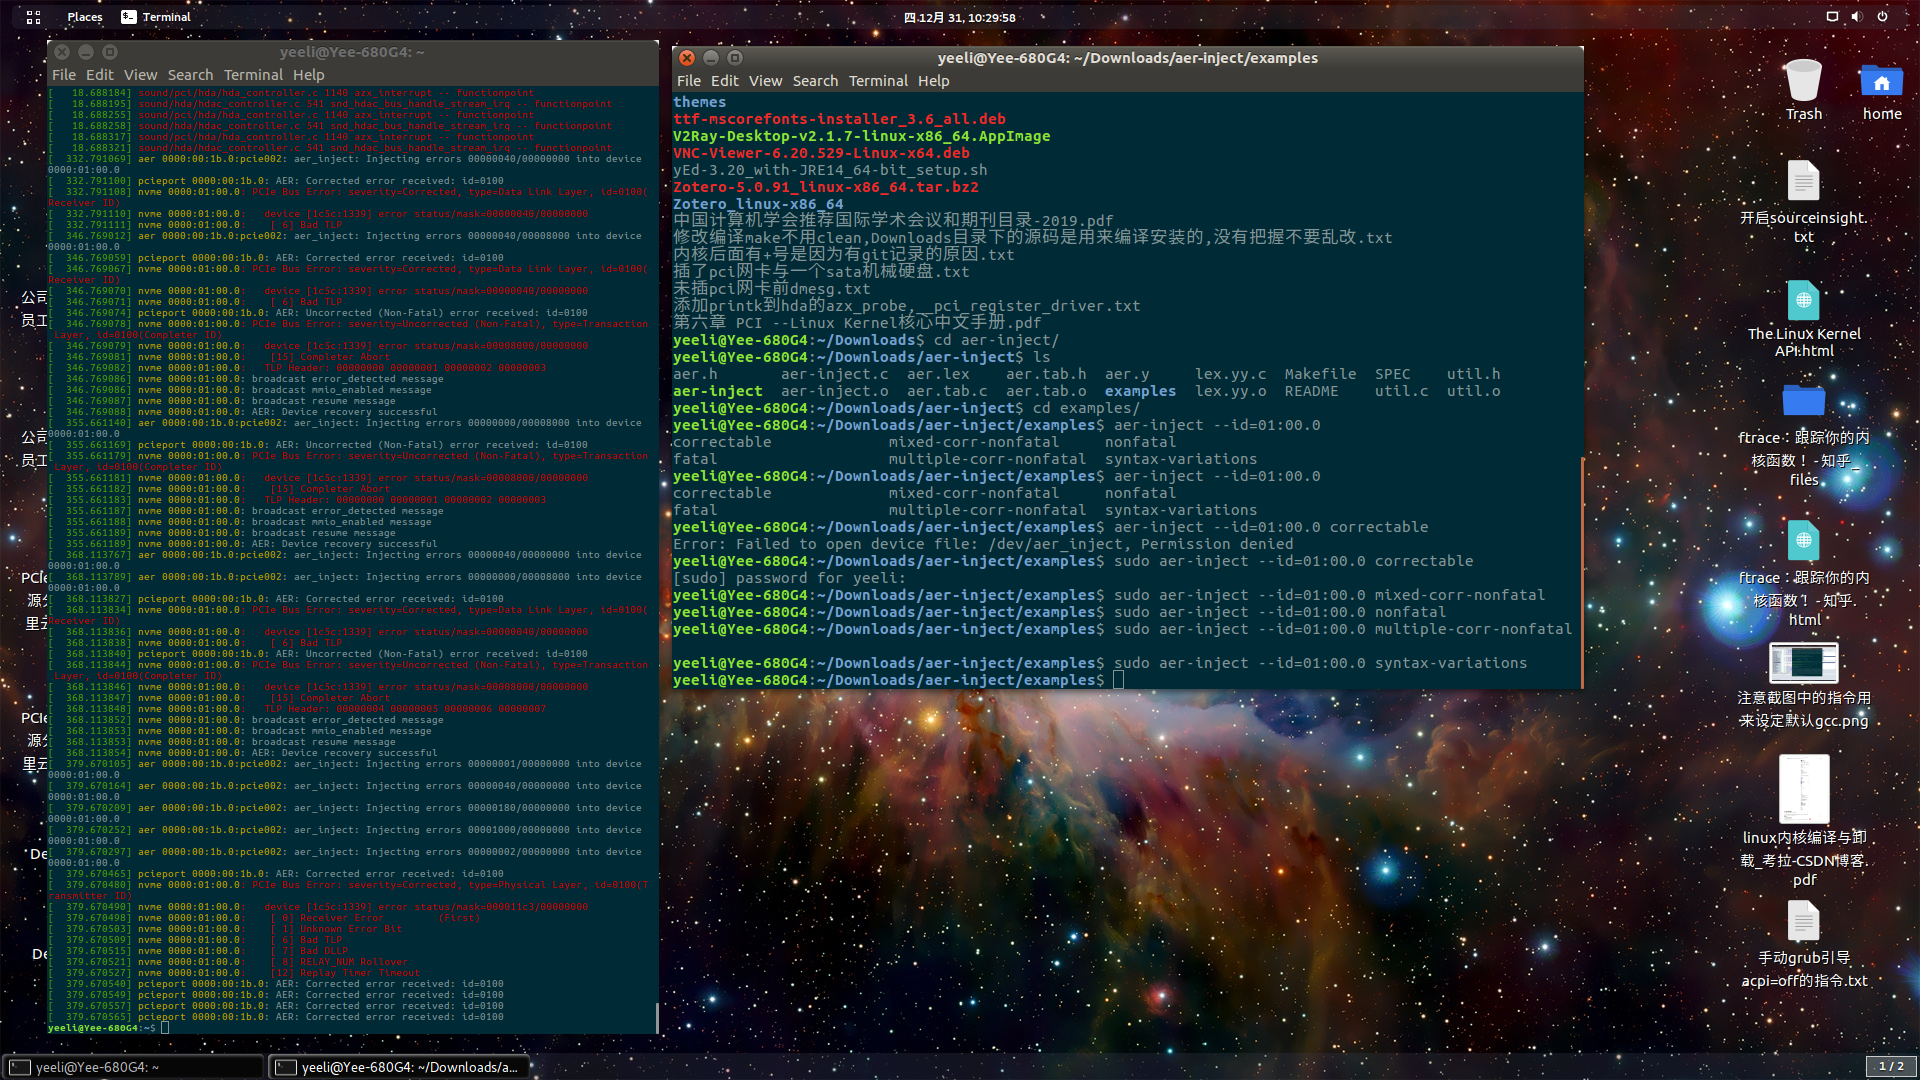 Places
Terminal
四 12月 31, 10:29:58
yeeli@Yee-680G4: ~
File Edit View Search Terminal Help
[   18.688184] sound/pci/hda/hda_controller.c 1140 azx_interrupt -- functionpoint
[   18.688195] sound/pci/hda/hdac_controller.c 541 snd_hdac_bus_handle_stream_irq -- functionpoint
[   18.688255] sound/pci/hda/hda_controller.c 1140 azx_interrupt -- functionpoint
[   18.688258] sound/pci/hda/hdac_controller.c 541 snd_hdac_bus_handle_stream_irq -- functionpoint
[   18.688317] sound/pci/hda/hda_controller.c 1140 azx_interrupt -- functionpoint
[   18.688321] sound/pci/hda/hdac_controller.c 541 snd_hdac_bus_handle_stream_irq -- functionpoint
[  332.791069] aer 0000:00:1b.0:pcie002: aer_inject: Injecting errors 00000040/00000000 into device
0000:01:00.0
[  332.791100] pcieport 0000:00:1b.0: AER: Corrected error received: id=0100
[  332.791108] nvme 0000:01:00.0: PCIe Bus Error: severity=Corrected, type=Data Link Layer, id=0100(
Receiver ID)
[  332.791110] nvme 0000:01:00.0:   device [1c5c:1339] error status/mask=00000040/00000000
[  332.791111] nvme 0000:01:00.0:    [ 6] Bad TLP
[  346.769012] aer 0000:00:1b.0:pcie002: aer_inject: Injecting errors 00000040/00008000 into device
0000:01:00.0
[  346.769059] pcieport 0000:00:1b.0: AER: Corrected error received: id=0100
[  346.769067] nvme 0000:01:00.0: PCIe Bus Error: severity=Corrected, type=Data Link Layer, id=0100(
Receiver ID)
[  346.769070] nvme 0000:01:00.0:   device [1c5c:1339] error status/mask=00000040/00000000
[  346.769071] nvme 0000:01:00.0:    [ 6] Bad TLP
[  346.769074] pcieport 0000:00:1b.0: AER: Uncorrected (Non-Fatal) error received: id=0100
[  346.769078] nvme 0000:01:00.0: PCIe Bus Error: severity=Uncorrected (Non-Fatal), type=Transaction
 Layer, id=0100(Completer ID)
[  346.769079] nvme 0000:01:00.0:   device [1c5c:1339] error status/mask=00008000/00000000
[  346.769081] nvme 0000:01:00.0:    [15] Completer Abort
[  346.769082] nvme 0000:01:00.0:   TLP Header: 00000000 00000001 00000002 00000003
[  346.769086] nvme 0000:01:00.0: broadcast error_detected message
[  346.769086] nvme 0000:01:00.0: broadcast mmio_enabled message
[  346.769087] nvme 0000:01:00.0: broadcast resume message
[  346.769088] nvme 0000:01:00.0: AER: Device recovery successful
[  355.661140] aer 0000:00:1b.0:pcie002: aer_inject: Injecting errors 00000000/00008000 into device
0000:01:00.0
[  355.661169] pcieport 0000:00:1b.0: AER: Uncorrected (Non-Fatal) error received: id=0100
[  355.661179] nvme 0000:01:00.0: PCIe Bus Error: severity=Uncorrected (Non-Fatal), type=Transaction
 Layer, id=0100(Completer ID)
[  355.661181] nvme 0000:01:00.0:   device [1c5c:1339] error status/mask=00008000/00000000
[  355.661182] nvme 0000:01:00.0:    [15] Completer Abort
[  355.661183] nvme 0000:01:00.0:   TLP Header: 00000000 00000001 00000002 00000003
[  355.661187] nvme 0000:01:00.0: broadcast error_detected message
[  355.661188] nvme 0000:01:00.0: broadcast mmio_enabled message
[  355.661189] nvme 0000:01:00.0: broadcast resume message
[  355.661189] nvme 0000:01:00.0: AER: Device recovery successful
[  368.113767] aer 0000:00:1b.0:pcie002: aer_inject: Injecting errors 00000040/00000000 into device
0000:01:00.0
[  368.113789] aer 0000:00:1b.0:pcie002: aer_inject: Injecting errors 00000000/00008000 into device
0000:01:00.0
[  368.113827] pcieport 0000:00:1b.0: AER: Corrected error received: id=0100
[  368.113834] nvme 0000:01:00.0: PCIe Bus Error: severity=Corrected, type=Data Link Layer, id=0100(
Receiver ID)
[  368.113836] nvme 0000:01:00.0:   device [1c5c:1339] error status/mask=00000040/00000000
[  368.113838] nvme 0000:01:00.0:    [ 6] Bad TLP
[  368.113840] pcieport 0000:00:1b.0: AER: Uncorrected (Non-Fatal) error received: id=0100
[  368.113844] nvme 0000:01:00.0: PCIe Bus Error: severity=Uncorrected (Non-Fatal), type=Transaction
 Layer, id=0100(Completer ID)
[  368.113846] nvme 0000:01:00.0:   device [1c5c:1339] error status/mask=00008000/00000000
[  368.113847] nvme 0000:01:00.0:    [15] Completer Abort
[  368.113848] nvme 0000:01:00.0:   TLP Header: 00000004 00000005 00000006 00000007
[  368.113852] nvme 0000:01:00.0: broadcast error_detected message
[  368.113853] nvme 0000:01:00.0: broadcast mmio_enabled message
[  368.113853] nvme 0000:01:00.0: broadcast resume message
[  368.113854] nvme 0000:01:00.0: AER: Device recovery successful
[  379.670105] aer 0000:00:1b.0:pcie002: aer_inject: Injecting errors 00000001/00000000 into device
0000:01:00.0
[  379.670164] aer 0000:00:1b.0:pcie002: aer_inject: Injecting errors 00000040/00000000 into device
0000:01:00.0
[  379.670209] aer 0000:00:1b.0:pcie002: aer_inject: Injecting errors 00000180/00000000 into device
0000:01:00.0
[  379.670252] aer 0000:00:1b.0:pcie002: aer_inject: Injecting errors 00001000/00000000 into device
0000:01:00.0
[  379.670297] aer 0000:00:1b.0:pcie002: aer_inject: Injecting errors 00000002/00000000 into device
0000:01:00.0
[  379.670465] pcieport 0000:00:1b.0: AER: Corrected error received: id=0100
[  379.670480] nvme 0000:01:00.0: PCIe Bus Error: severity=Corrected, type=Physical Layer, id=0100(T
ransmitter ID)
[  379.670490] nvme 0000:01:00.0:   device [1c5c:1339] error status/mask=000011c3/00000000
[  379.670498] nvme 0000:01:00.0:    [ 0] Receiver Error         (First)
[  379.670503] nvme 0000:01:00.0:    [ 1] Unknown Error Bit
[  379.670509] nvme 0000:01:00.0:    [ 6] Bad TLP
[  379.670515] nvme 0000:01:00.0:    [ 7] Bad DLLP
[  379.670521] nvme 0000:01:00.0:    [ 8] RELAY_NUM Rollover
[  379.670527] nvme 0000:01:00.0:    [12] Replay Timer Timeout
[  379.670540] pcieport 0000:00:1b.0: AER: Corrected error received: id=0100
[  379.670549] pcieport 0000:00:1b.0: AER: Corrected error received: id=0100
[  379.670557] pcieport 0000:00:1b.0: AER: Corrected error received: id=0100
[  379.670565] pcieport 0000:00:1b.0: AER: Corrected error received: id=0100
yeeli@Yee-680G4:~$
yeeli@Yee-680G4: ~/Downloads/aer-inject/examples
File Edit View Search Terminal Help
themes
ttf-mscorefonts-installer_3.6_all.deb
V2Ray-Desktop-v2.1.7-linux-x86_64.AppImage
VNC-Viewer-6.20.529-Linux-x64.deb
yEd-3.20_with-JRE14_64-bit_setup.sh
Zotero-5.0.91_linux-x86_64.tar.bz2
Zotero_linux-x86_64
中国计算机学会推荐国际学术会议和期刊目录-2019.pdf
修改编译make不用clean,Downloads目录下的源码是用来编译安装的,没有把握不要乱改.txt
内核后面有+号是因为有git记录的原因.txt
插了pci网卡与一个sata机械硬盘.txt
未插pci网卡前dmesg.txt
添加printk到hda的azx_probe,__pci_register_driver.txt
第六章 PCI --Linux Kernel核心中文手册.pdf
yeeli@Yee-680G4:~/Downloads$ cd aer-inject/
yeeli@Yee-680G4:~/Downloads/aer-inject$ ls
aer.h       aer-inject.c  aer.lex    aer.tab.h  aer.y     lex.yy.c  Makefile  SPEC    util.h
aer-inject  aer-inject.o  aer.tab.c  aer.tab.o  examples  lex.yy.o  README    util.c  util.o
yeeli@Yee-680G4:~/Downloads/aer-inject$ cd examples/
yeeli@Yee-680G4:~/Downloads/aer-inject/examples$ aer-inject --id=01:00.0
correctable             mixed-corr-nonfatal     nonfatal
fatal                   multiple-corr-nonfatal  syntax-variations
yeeli@Yee-680G4:~/Downloads/aer-inject/examples$ aer-inject --id=01:00.0
correctable             mixed-corr-nonfatal     nonfatal
fatal                   multiple-corr-nonfatal  syntax-variations
yeeli@Yee-680G4:~/Downloads/aer-inject/examples$ aer-inject --id=01:00.0 correctable
Error: Failed to open device file: /dev/aer_inject, Permission denied
yeeli@Yee-680G4:~/Downloads/aer-inject/examples$ sudo aer-inject --id=01:00.0 correctable
[sudo] password for yeeli:
yeeli@Yee-680G4:~/Downloads/aer-inject/examples$ sudo aer-inject --id=01:00.0 mixed-corr-nonfatal
yeeli@Yee-680G4:~/Downloads/aer-inject/examples$ sudo aer-inject --id=01:00.0 nonfatal
yeeli@Yee-680G4:~/Downloads/aer-inject/examples$ sudo aer-inject --id=01:00.0 multiple-corr-nonfatal
yeeli@Yee-680G4:~/Downloads/aer-inject/examples$ sudo aer-inject --id=01:00.0 syntax-variations
yeeli@Yee-680G4:~/Downloads/aer-inject/examples$
公司
员工
公司
员工
PCIe
源分
里云
PCIe
源分
里云
De
De
Trash
home
开启sourceinsight.
txt
The Linux Kernel
API.html
ftrace：跟踪你的内
核函数！ - 知乎_
files
ftrace：跟踪你的内
核函数！ - 知乎.
html
注意截图中的指令用
来设定默认gcc.png
linux内核编译与卸
载_考拉-CSDN博客.
pdf
手动grub引导
acpi=off的指令.txt
yeeli@Yee-680G4: ~
yeeli@Yee-680G4: ~/Downloads/a...
1 / 2